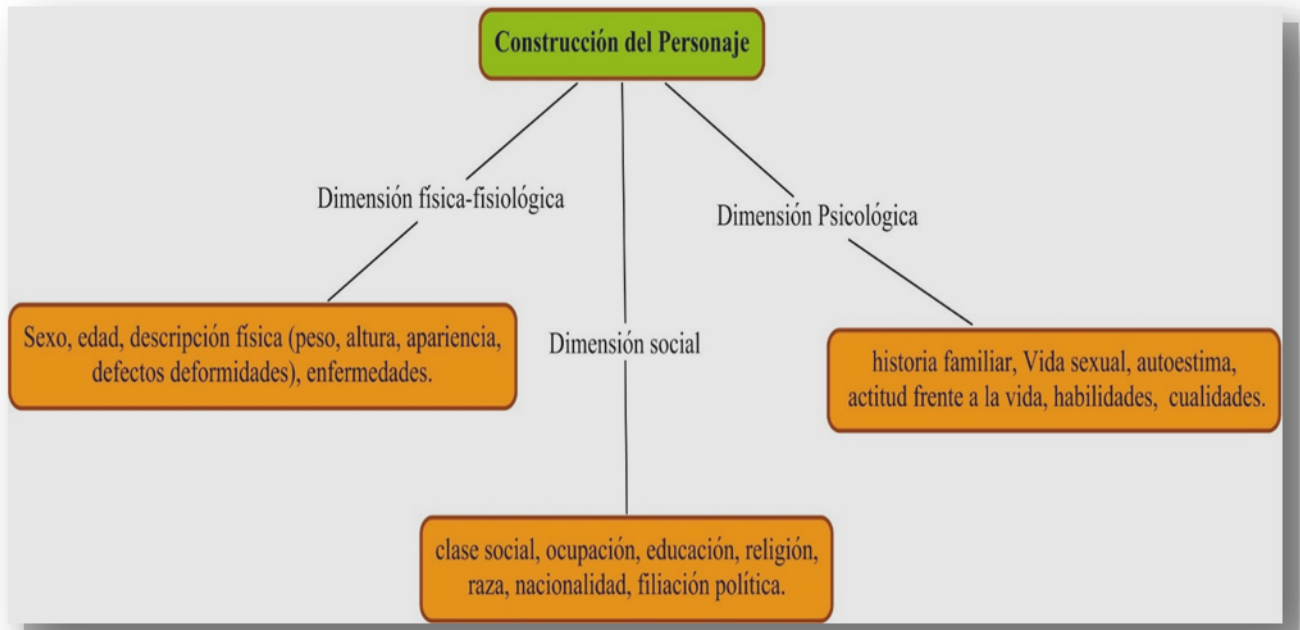 Construcción del Personaje
Dimensión física-fisiológica
Sexo, edad, descripción física (peso, altura, apariencia,
defectos deformidades), enfermedades.
Dimensión social
clase social, ocupación, educación, religión,
raza, nacionalidad, filiación política.
Dimensión Psicológica
historia familiar, Vida sexual, autoestima,
actitud frente a la vida, habilidades, cualidades.